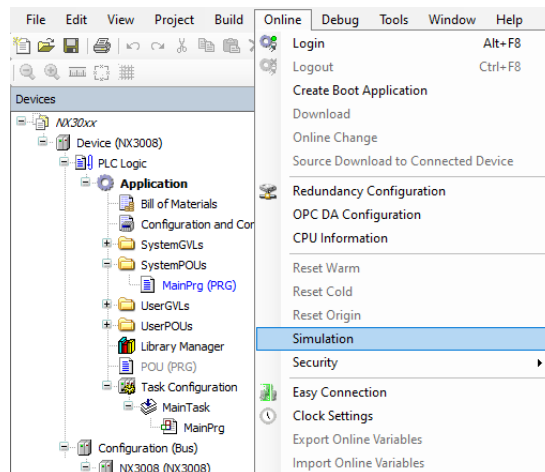 File Edit View Project Build Online Debug Tools Window Help
Devices
NX30xx
Device (NX3008)
PLC Logic
Application
Bill of Materials
Configuration and Cor
SystemGVLs
SystemPOUs
MainPrg (PRG)
UserGVLs
UserPOUs
Library Manager
POU (PRG)
Task Configuration
MainTask
MainPrg
Configuration (Bus)
NX3008 (NX3008)
Login Alt+F8
Logout Ctrl+F8
Create Boot Application
Download
Online Change
Source Download to Connected Device
Redundancy Configuration
OPC DA Configuration
CPU Information
Reset Warm
Reset Cold
Reset Origin
Simulation
Security
Easy Connection
Clock Settings
Export Online Variables
Import Online Variables